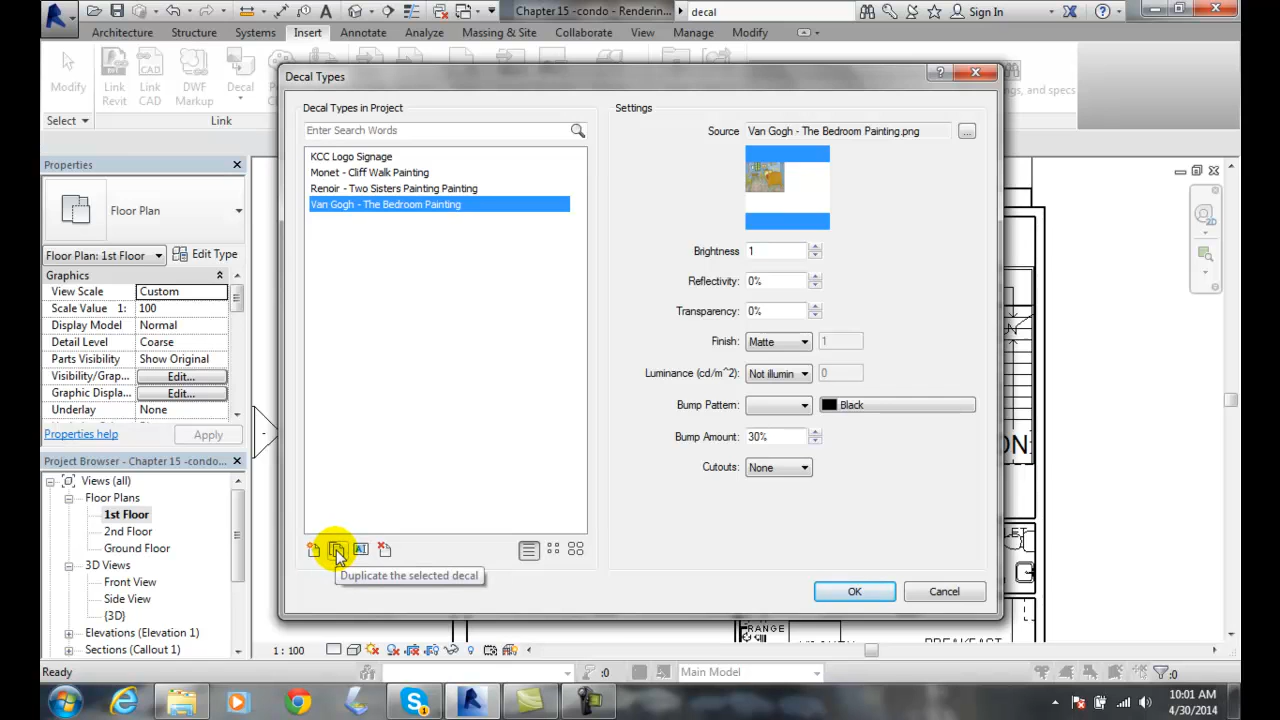 Chapter 15 -condo - Renderin...
decal
Sign In
Architecture
Structure
Systems
Insert
Annotate
Analyze
Massing & Site
Collaborate
View
Manage
Modify
Modify
Link Revit
Link CAD
DWF Markup
Decal
ngs, and specs
Select
Link
Decal Types
Decal Types in Project
Enter Search Words
KCC Logo Signage
Monet - Cliff Walk Painting
Renoir - Two Sisters Painting Painting
Van Gogh - The Bedroom Painting
Duplicate the selected decal
Settings
Source
Van Gogh - The Bedroom Painting.png
...
Brightness
1
Reflectivity:
0%
Transparency:
0%
Finish:
Matte
1
Luminance (cd/m^2):
Not illumin
0
Bump Pattern:
Black
Bump Amount:
30%
Cutouts:
None
OK
Cancel
Properties
Floor Plan
Floor Plan: 1st Floor
Edit Type
Graphics
View Scale
Custom
Scale Value 1:
100
Display Model
Normal
Detail Level
Coarse
Parts Visibility
Show Original
Visibility/Grap...
Edit...
Graphic Displa...
Edit...
Underlay
None
Properties help
Apply
Project Browser - Chapter 15 -condo...
Views (all)
Floor Plans
1st Floor
2nd Floor
Ground Floor
3D Views
Front View
Side View
{3D}
Elevations (Elevation 1)
Sections (Callout 1)
ON
RANGE
BREAKFAST
1 : 100
Ready
:0
Main Model
:0
10:01 AM
4/30/2014